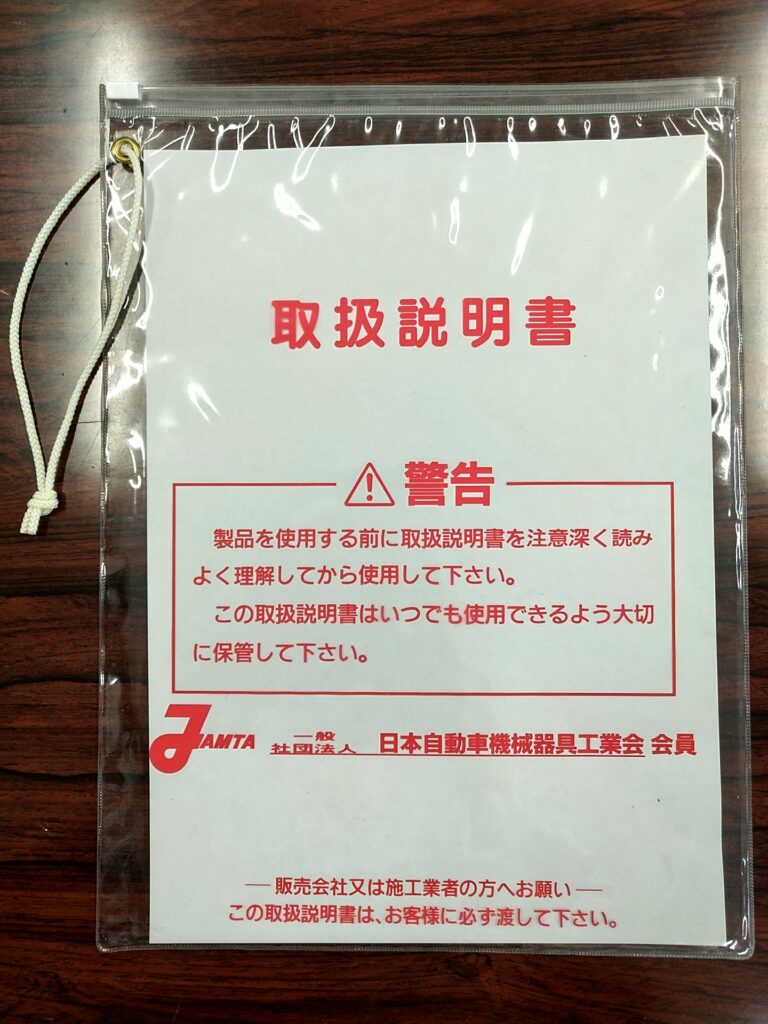 取扱説明書
警告
製品を使用する前に取扱説明書を注意深く読み
よく理解してから使用して下さい。
この取扱説明書はいつでも使用できるよう大切
に保管して下さい。
JAMTA 一般社団法人 日本自動車機械器具工業会 会員
― 販売会社又は施工業者の方へお願い ―
この取扱説明書は、お客様に必ず渡して下さい。